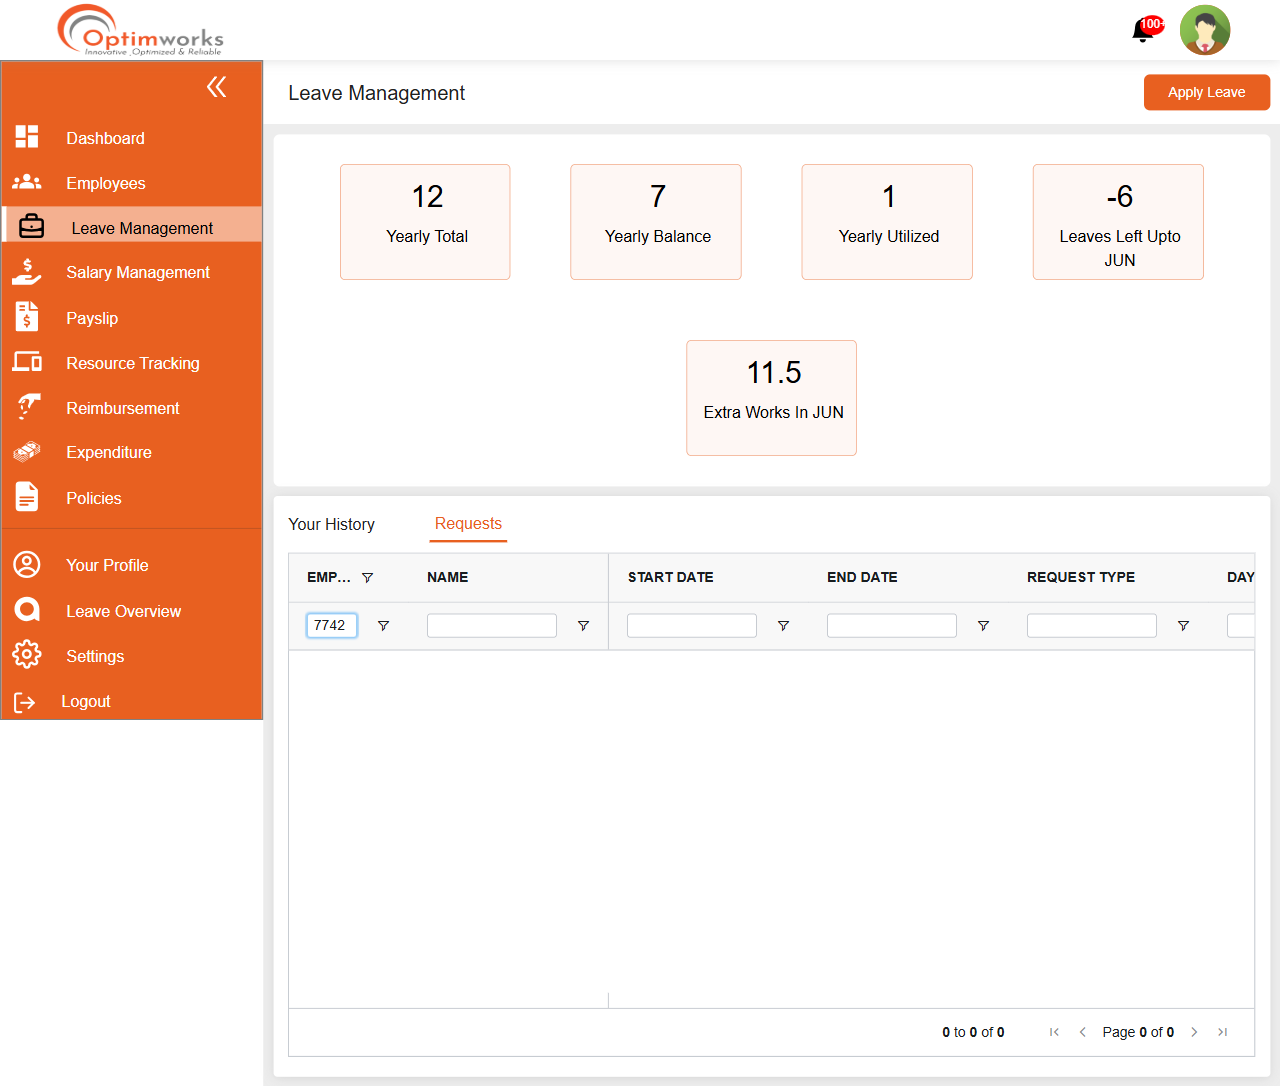 Optimworks
Innovative ,Optimized & Reliable
100+
Leave Management
Apply Leave
Dashboard
Employees
Leave Management
Salary Management
Payslip
Resource Tracking
Reimbursement
Expenditure
Policies
Your Profile
Leave Overview
Settings
Logout
12
Yearly Total
7
Yearly Balance
1
Yearly Utilized
-6
Leaves Left Upto
JUN
11.5
Extra Works In JUN
Your History
Requests
EMP...
NAME
START DATE
END DATE
REQUEST TYPE
DAY
7742
0 to 0 of 0
Page 0 of 0